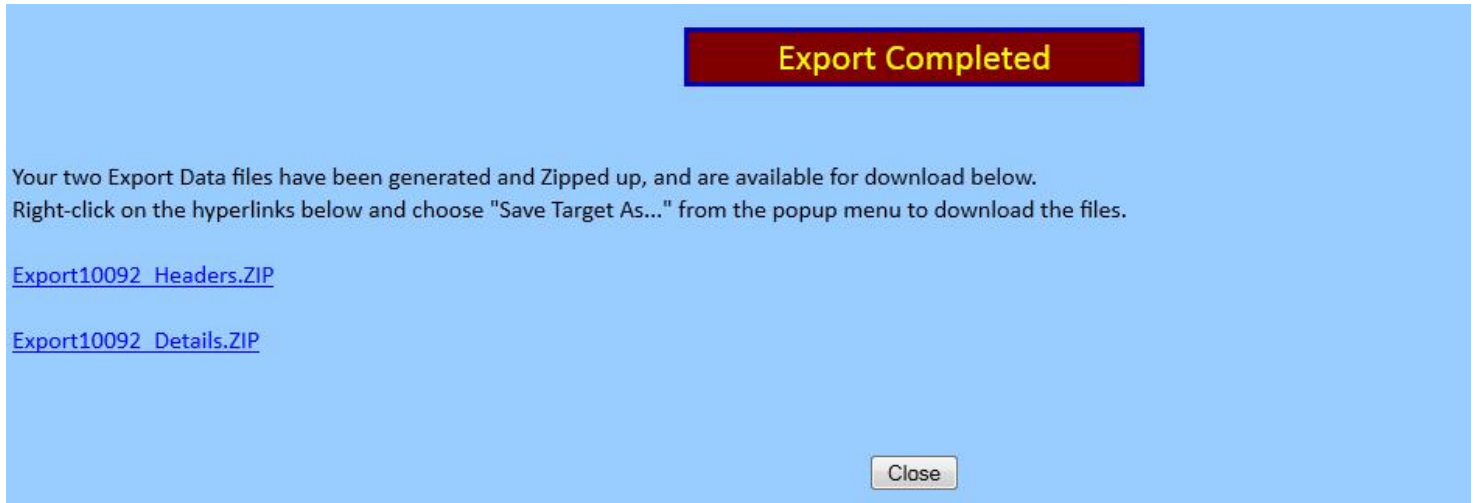 Export Completed
Your two Export Data files have been generated and Zipped up, and are available for download below.
Right-click on the hyperlinks below and choose "Save Target As..." from the popup menu to download the files.
Export10092_Headers.ZIP
Export10092_Details.ZIP
Close